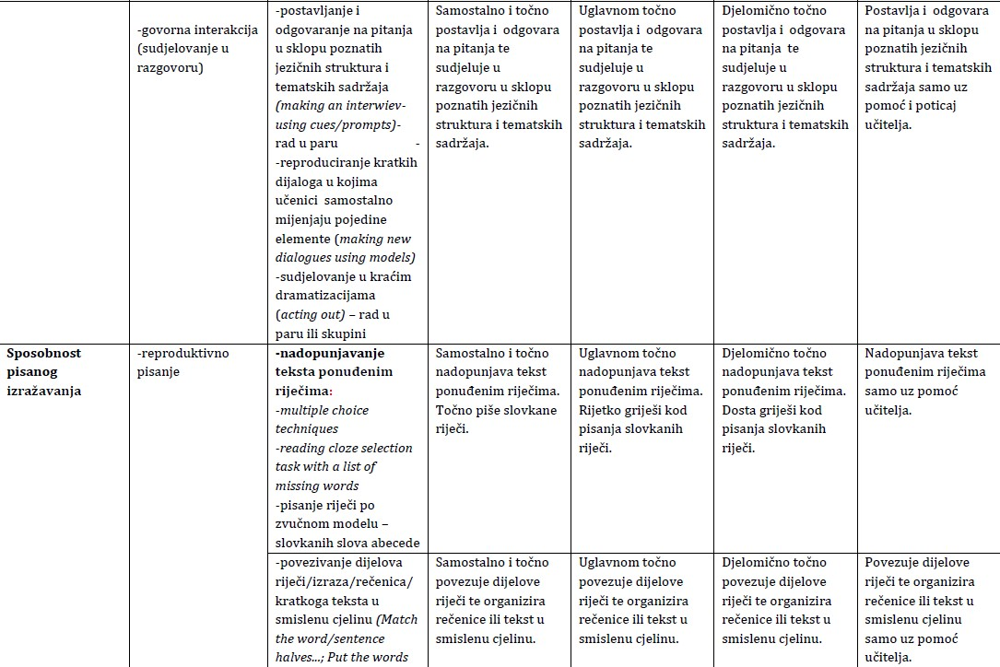 -govorna interakcija
(sudjelovanje u
razgovoru)
-postavljanje i
odgovaranje na pitanja
u sklopu poznatih
jezičnih struktura i
tematskih sadržaja
(making an interwiev-
using cues/prompts)-
rad u paru -
-reproduciranje kratkih
dijaloga u kojima
učenici samostalno
mijenjaju pojedine
elemente (making new
dialogues using models)
-sudjelovanje u kraćim
dramatizacijama
(acting out) – rad u
paru ili skupini
Samostalno i točno
postavlja i odgovara
na pitanja te
sudjeluje u
razgovoru u sklopu
poznatih jezičnih
struktura i tematskih
sadržaja.
Uglavnom točno
postavlja i odgovara
na pitanja te
sudjeluje u
razgovoru u sklopu
poznatih jezičnih
struktura i tematskih
sadržaja.
Djelomično točno
postavlja i odgovara
na pitanja te
sudjeluje u
razgovoru u sklopu
poznatih jezičnih
struktura i tematskih
sadržaja.
Postavlja i odgovara
na pitanja u sklopu
poznatih jezičnih
struktura i tematskih
sadržaja samo uz
pomoć i poticaj
učitelja.
Sposobnost
pisanog
izražavanja
-reproduktivno
pisanje
-nadopunjavanje
teksta ponuđenim
riječima:
-multiple choice
techniques
-reading cloze selection
task with a list of
missing words
-pisanje riječi po
zvučnom modelu –
slovkanih slova abecede
Samostalno i točno
nadopunjava tekst
ponuđenim riječima.
Točno piše slovkane
riječi.
Uglavnom točno
nadopunjava tekst
ponuđenim riječima.
Rijetko griješi kod
pisanja slovkanih
riječi.
Djelomično točno
nadopunjava tekst
ponuđenim riječima.
Dosta griješi kod
pisanja slovkanih
riječi.
Nadopunjava tekst
ponuđenim riječima
samo uz pomoć
učitelja.
-povezivanje dijelova
riječi/izraza/rečenica/
kratkoga teksta u
smislenu cjelinu (Match
the word/sentence
halves...; Put the words
Samostalno i točno
povezuje dijelove
riječi te organizira
rečenice ili tekst u
smislenu cjelinu.
Uglavnom točno
povezuje dijelove
riječi te organizira
rečenice ili tekst u
smislenu cjelinu.
Djelomično točno
povezuje dijelove
riječi te organizira
rečenice ili tekst u
smislenu cjelinu.
Povezuje dijelove
riječi te organizira
rečenice ili tekst u
smislenu cjelinu
samo uz pomoć
učitelja.